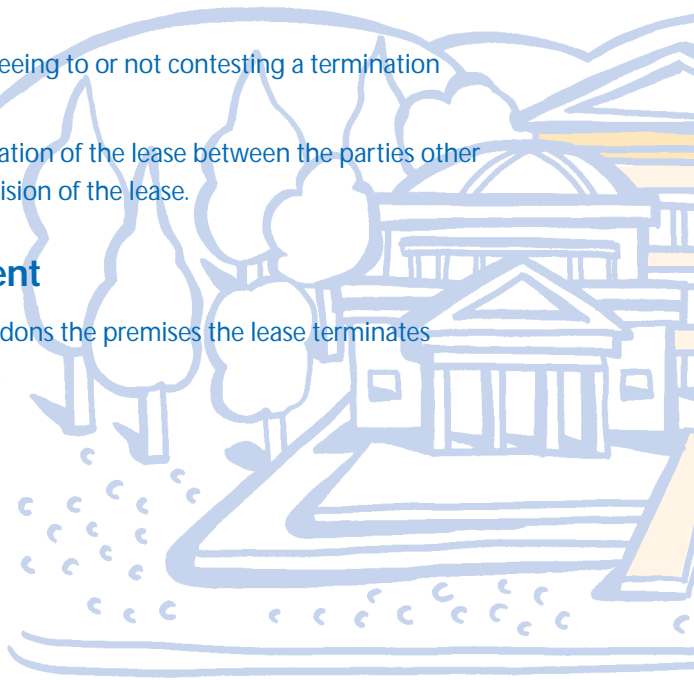 eeing to or not contesting a termination
ation of the lease between the parties other
ision of the lease.
ent
dons the premises the lease terminates